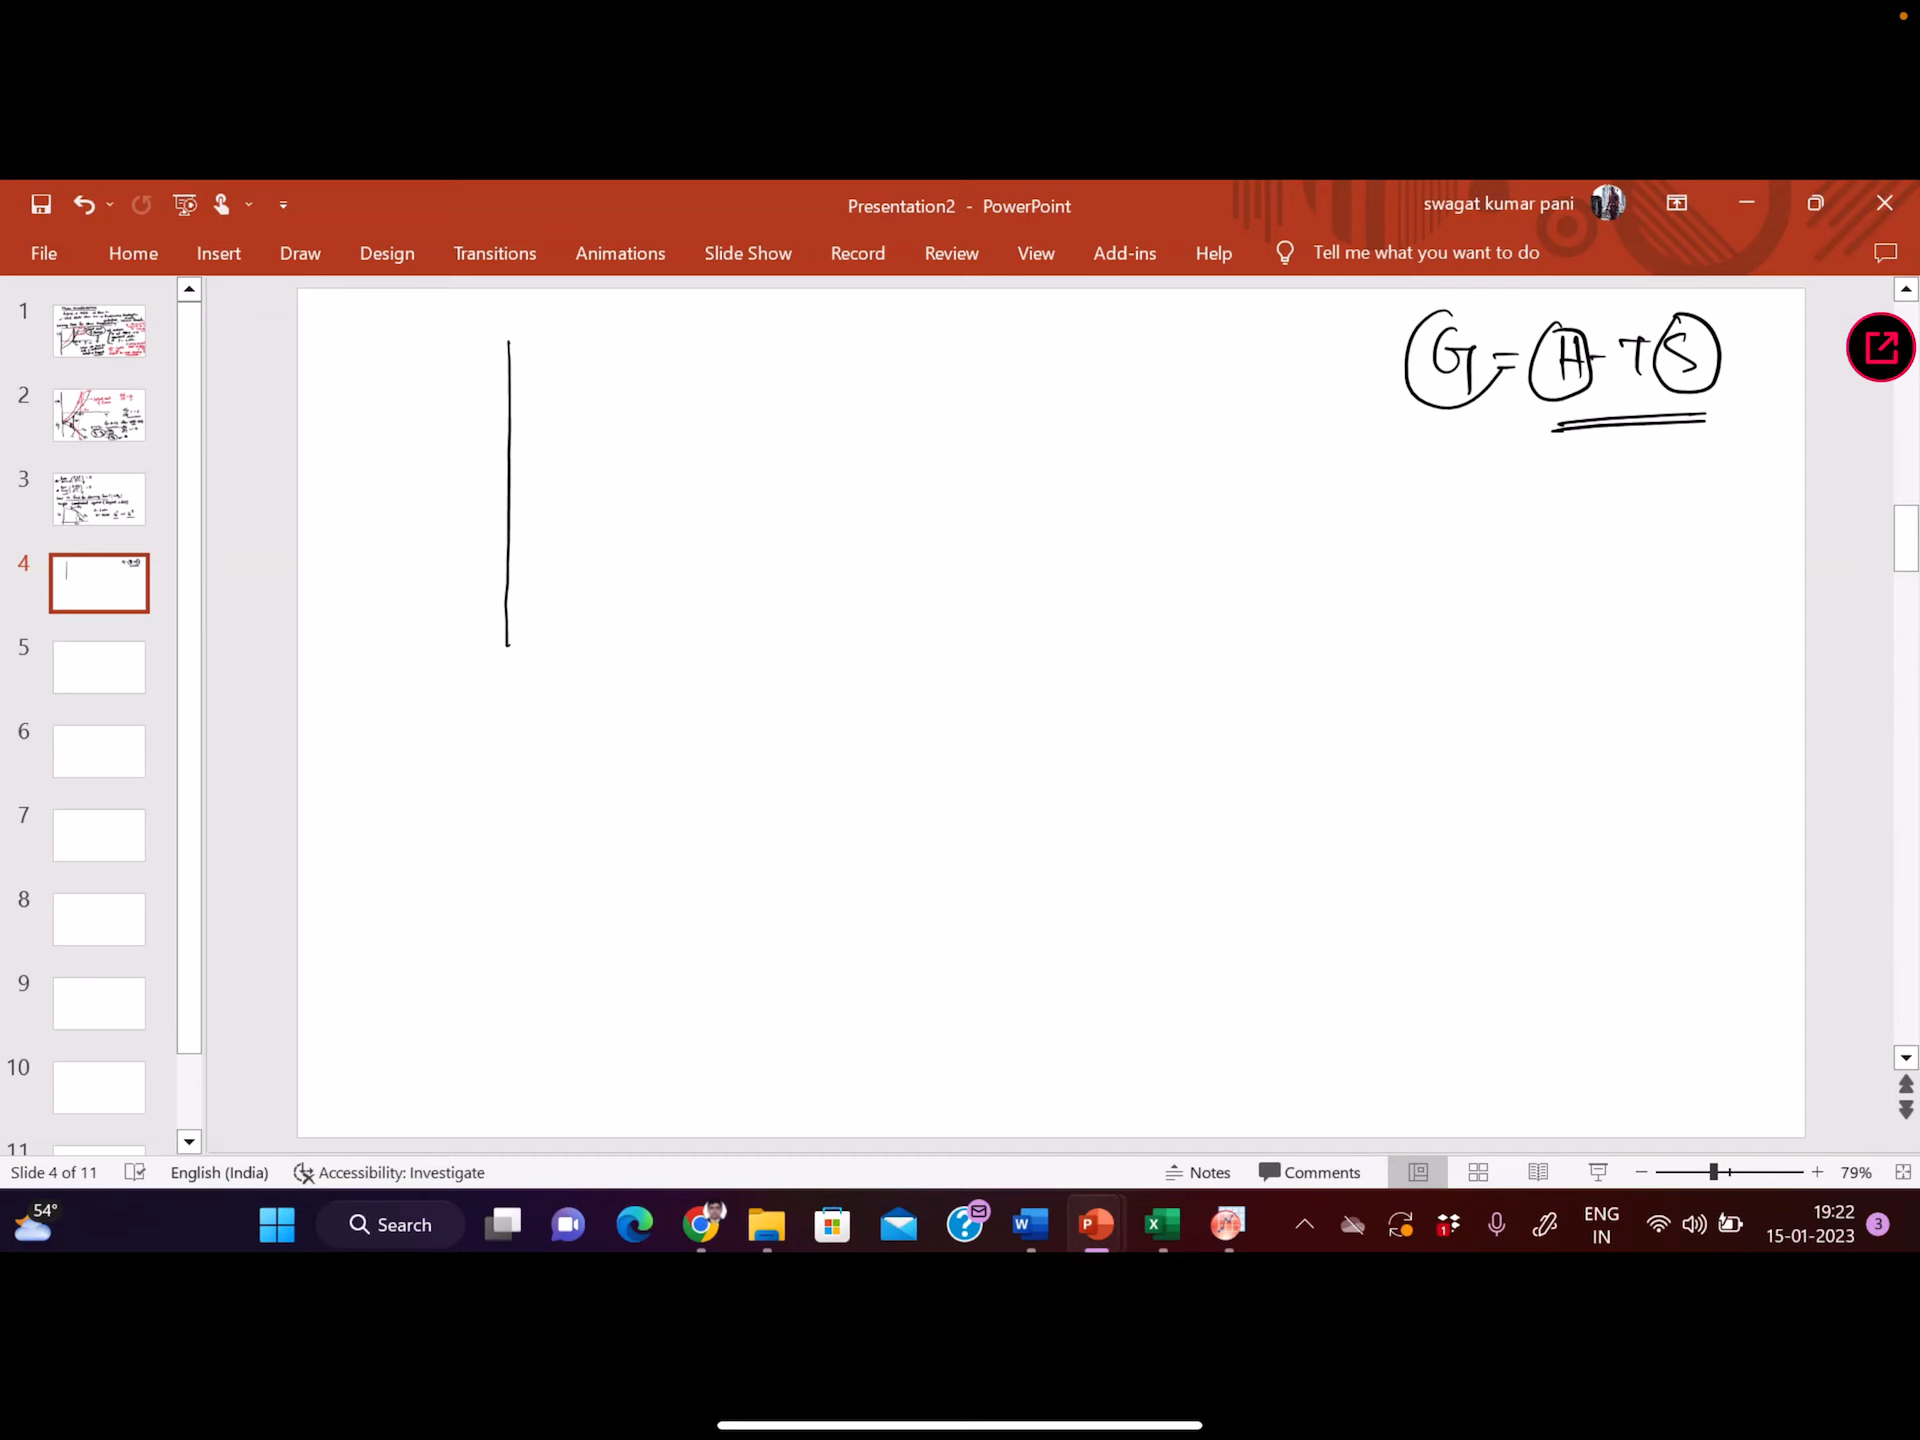 Presentation2 - PowerPoint
swagat kumar pani
File Home Insert Draw Design Transitions Animations Slide Show Record Review View Add-ins Help Tell me what you want to do
G = H - TS
1
2
3
4
5
6
7
8
9
10
11
Slide 4 of 11 English (India) Accessibility: Investigate Notes Comments 79%
54° Search ENG IN 19:22 15-01-2023 3